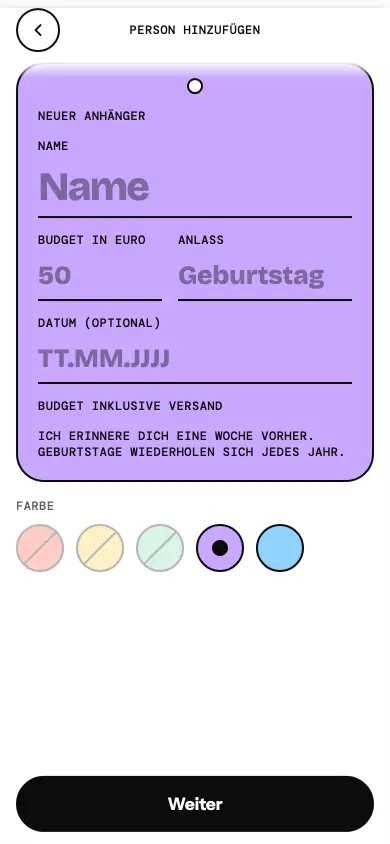 PERSON HINZUFÜGEN
NEUER ANHÄNGER
NAME
Name
BUDGET IN EURO
ANLASS
50
Geburtstag
DATUM (OPTIONAL)
TT.MM.JJJJ
BUDGET INKLUSIVE VERSAND
ICH ERINNERE DICH EINE WOCHE VORHER.
GEBURTSTAGE WIEDERHOLEN SICH JEDES JAHR.
FARBE
Weiter